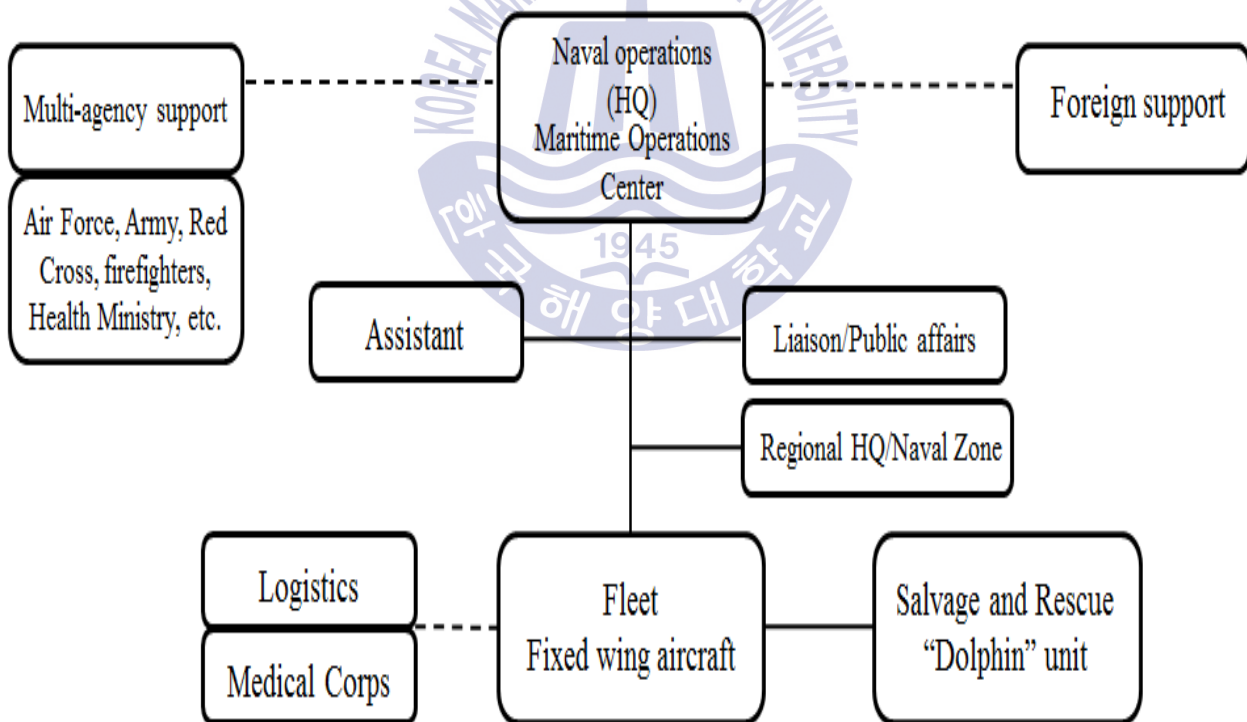 KOREA MAR
UNIVERSITY
Naval operations
(HQ)
Maritime Operations
Center
Multi-agency support
Foreign support
Air Force, Army, Red
Cross, firefighters,
Health Ministry, etc.
1945
한국해양대학교
Assistant
Liaison/Public affairs
Regional HQ/Naval Zone
Logistics
Medical Corps
Fleet
Fixed wing aircraft
Salvage and Rescue
“Dolphin” unit